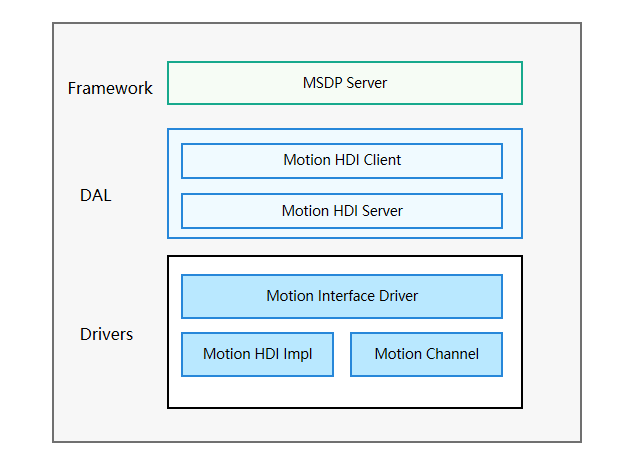 Framework
MSDP Server
DAL
Motion HDI Client
Motion HDI Server
Drivers
Motion Interface Driver
Motion HDI Impl
Motion Channel